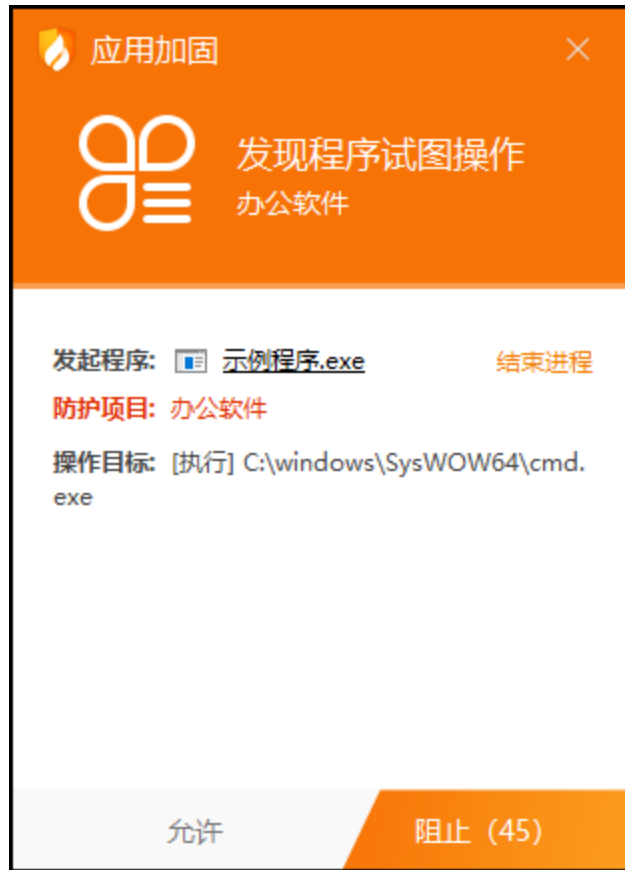 应用加固
发现程序试图操作
办公软件
发起程序: 示例程序.exe 结束进程
防护项目: 办公软件
操作目标: [执行] C:\windows\SysWOW64\cmd.
exe
允许 阻止（45）